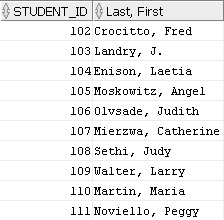 STUDENT_ID Last, First
102 Crocitto, Fred
103 Landry, J.
104 Enison, Laetia
105 Moskowitz, Angel
106 Olvsade, Judith
107 Mierzwa, Catherine
108 Sethi, Judy
109 Walter, Larry
110 Martin, Maria
111 Noviello, Peggy